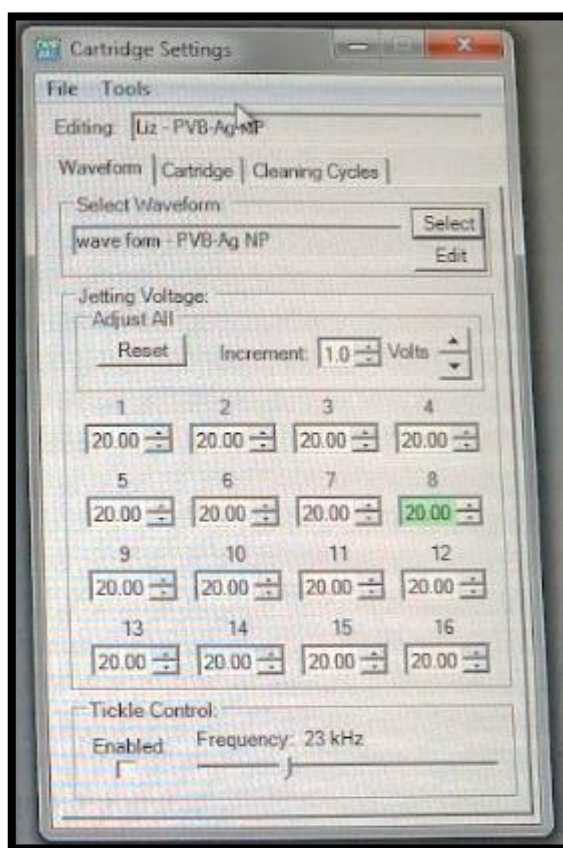 Cartridge Settings
File Tools
Editing: Liz - PVB-Ag-NP
Waveform Cartridge Cleaning Cycles
Select Waveform:
wave form - PVB-Ag NP
Select
Edit
Jetting Voltage:
Adjust All
Reset Increment: 1.0 Volts
1 2 3 4
20.00 20.00 20.00 20.00
5 6 7 8
20.00 20.00 20.00 20.00
9 10 11 12
20.00 20.00 20.00 20.00
13 14 15 16
20.00 20.00 20.00 20.00
Tickle Control:
Enabled Frequency: 23 kHz